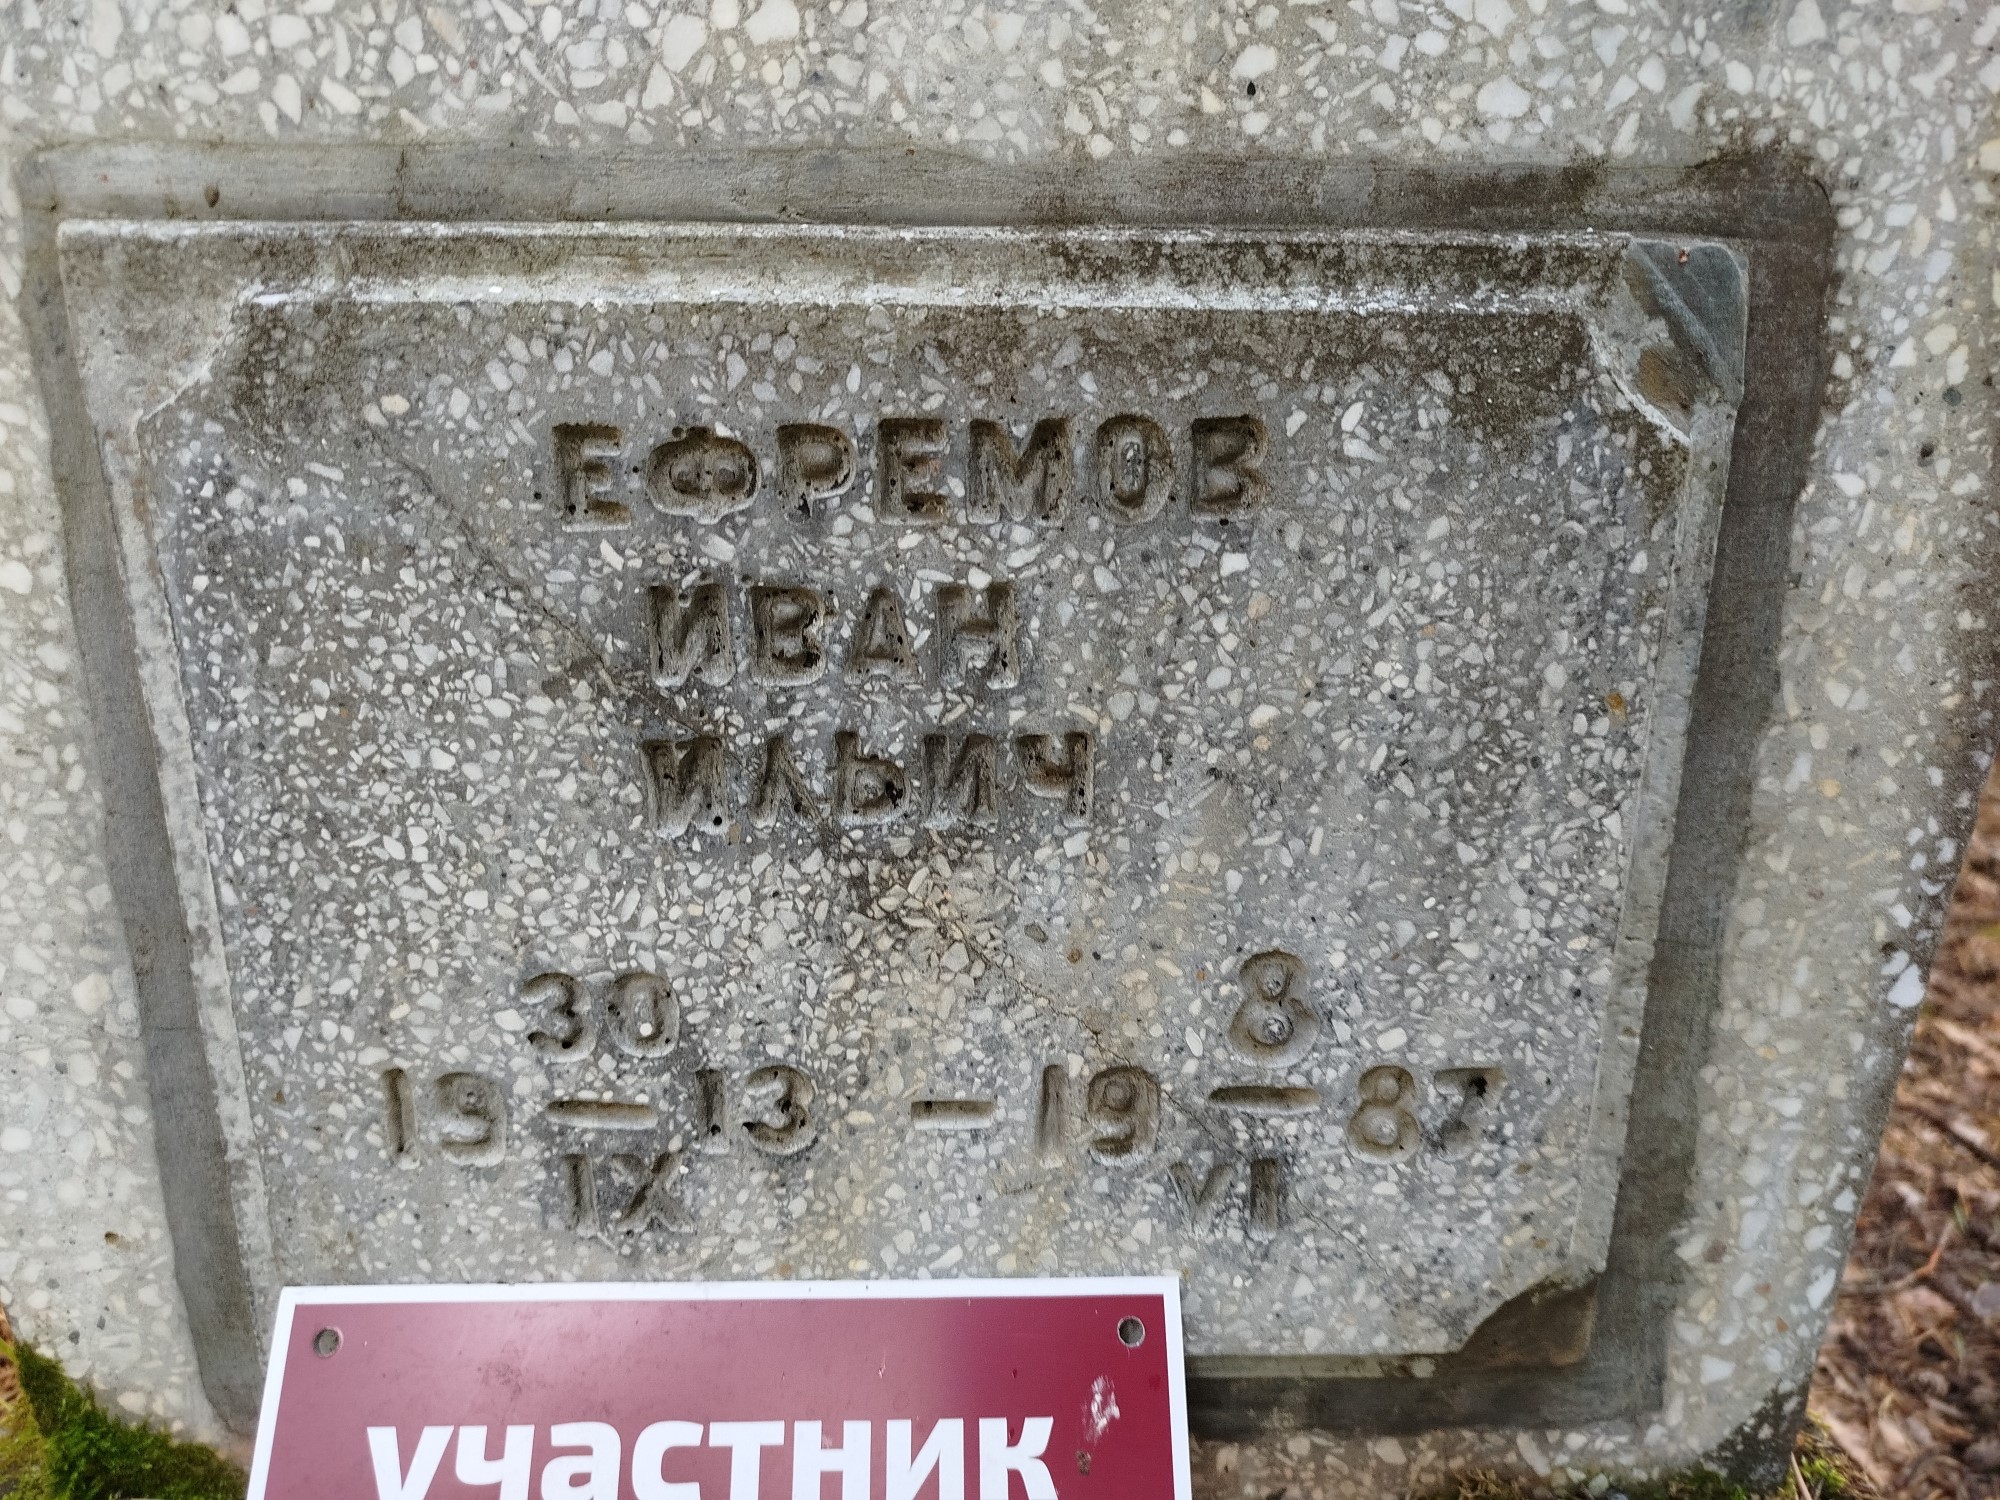 ЕФРЕМОВ
ИВАН
ИЛЬИЧ
30 8
19 — 13 — 19 — 87
IX VI
участник